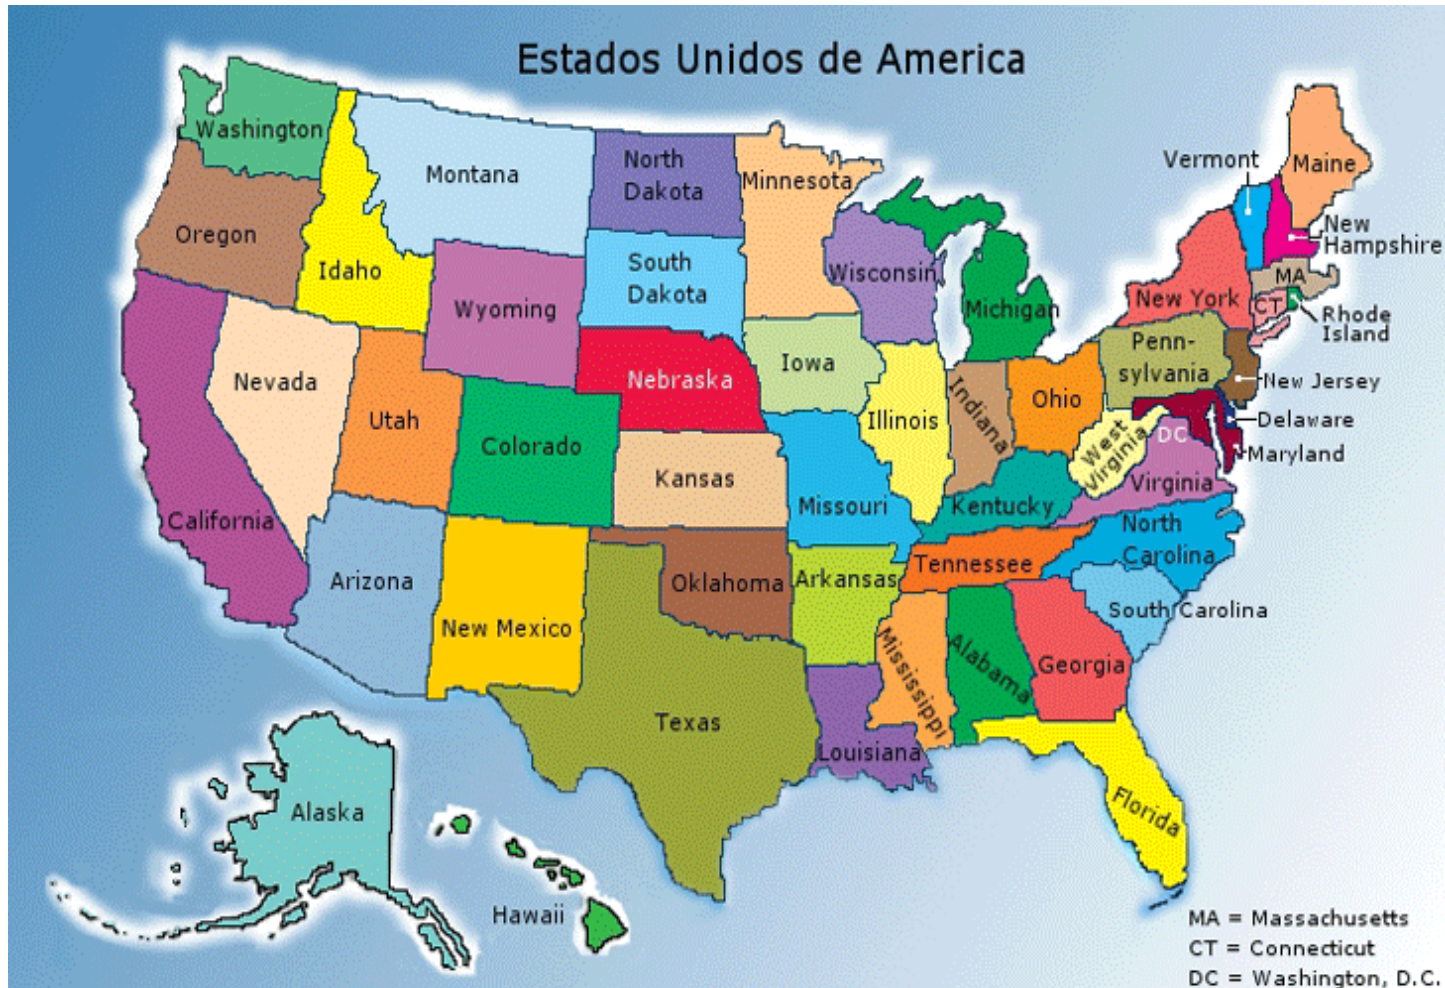 Estados Unidos de America
Washington
Oregon
California
Idaho
Nevada
Montana
Wyoming
Utah
Arizona
Colorado
New Mexico
North
Dakota
South
Dakota
Nebraska
Kansas
Oklahoma
Texas
Minnesota
Iowa
Missouri
Arkansas
Louisiana
Wisconsin
Illinois
Michigan
Indiana
Ohio
Kentucky
Tennessee
Mississippi
Alabama
Georgia
Florida
South Carolina
North
Carolina
Virginia
West
Virginia
DC
Penn-
sylvania
New York
Vermont
Maine
New
Hampshire
MA
CT
Rhode
Island
New Jersey
Delaware
Maryland
Alaska
Hawaii
MA = Massachusetts
CT = Connecticut
DC = Washington, D.C.